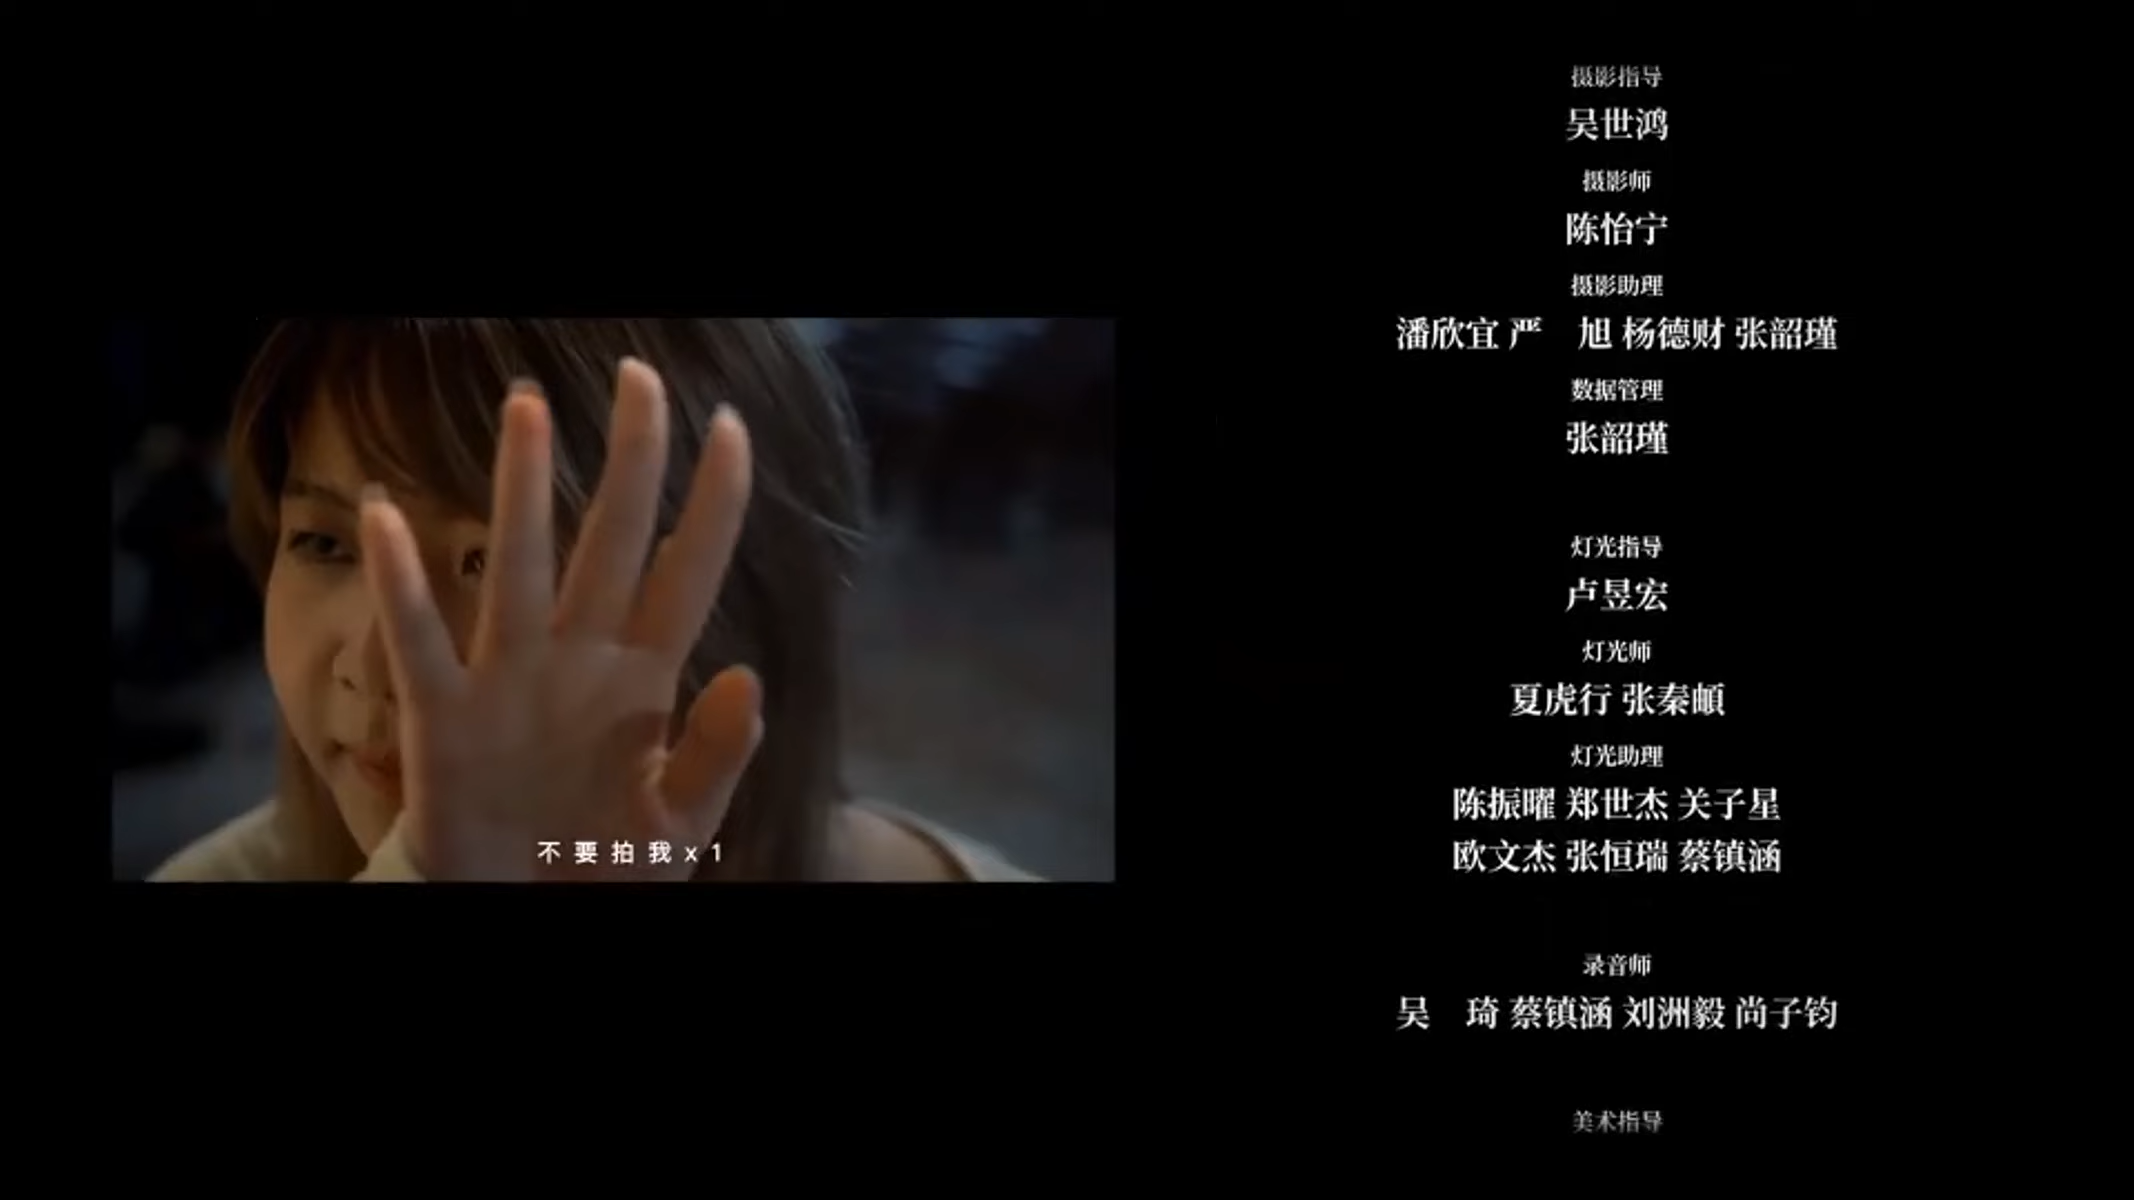 不要拍我x1
摄影指导
吴世鸿
摄影师
陈怡宁
摄影助理
潘欣宜 严　旭 杨德财 张韶瑾
数据管理
张韶瑾
灯光指导
卢昱宏
灯光师
夏虎行 张秦頔
灯光助理
陈振曜 郑世杰 关子星
欧文杰 张恒瑞 蔡镇涵
录音师
吴　琦 蔡镇涵 刘洲毅 尚子钧
美术指导